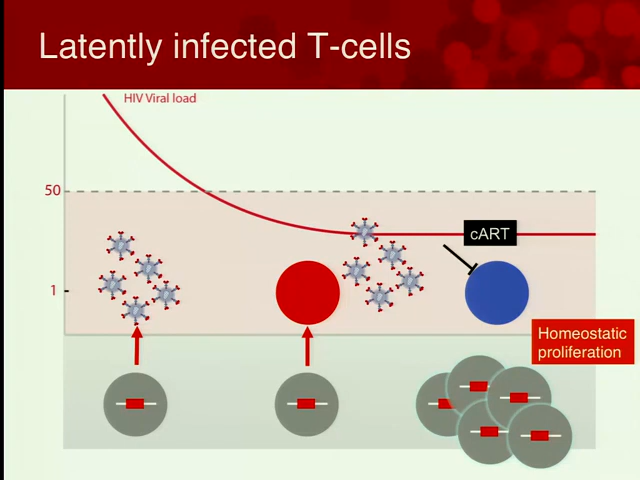 Latently infected T-cells
HIV Viral load
50
cART
1
Homeostatic
proliferation